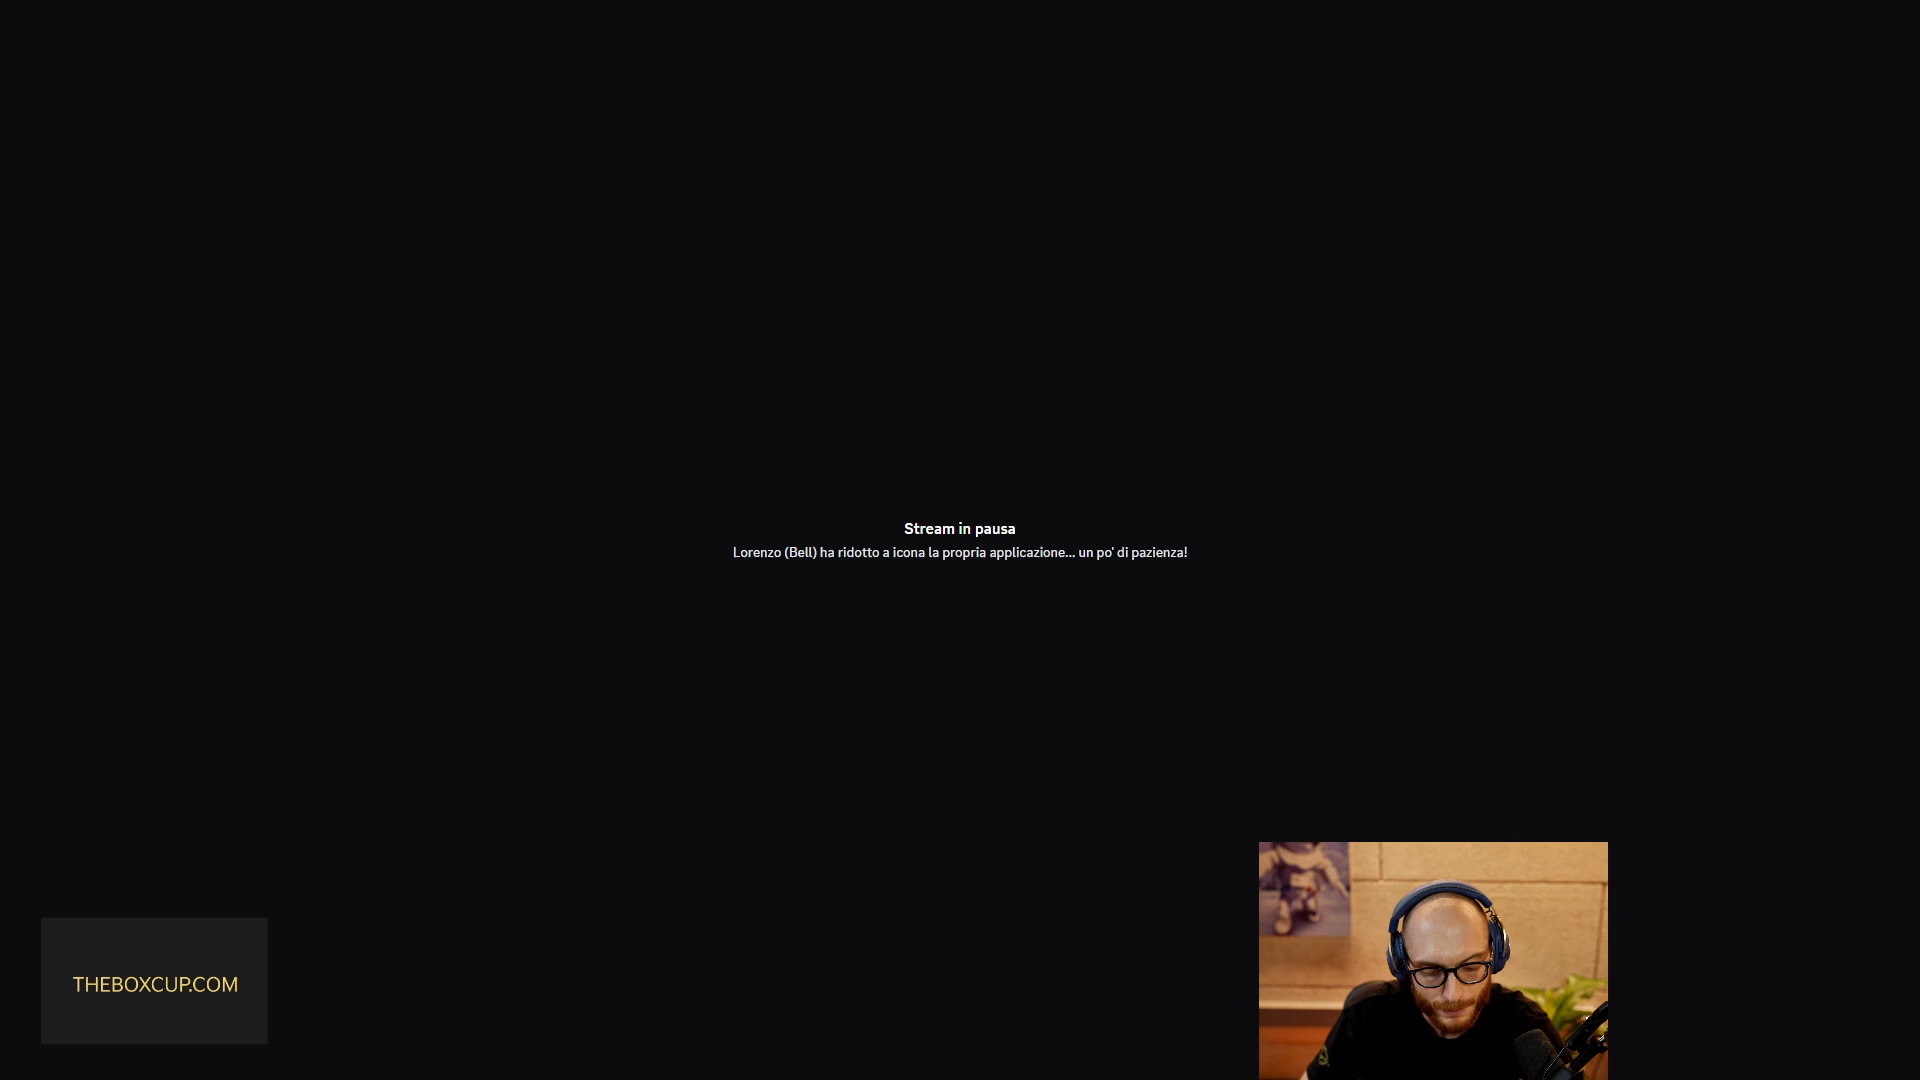 Stream in pausa
Lorenzo (Bell) ha ridotto a icona la propria applicazione... un po' di pazienza!
THEBOXCUP.COM